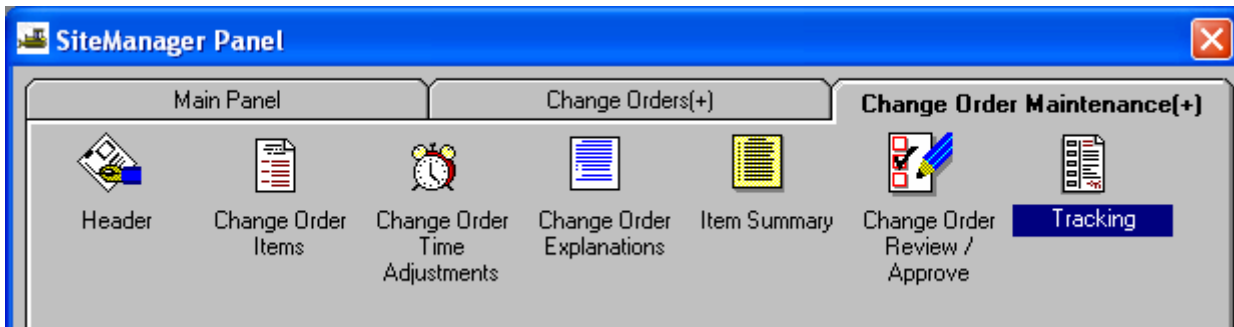 SiteManager Panel
Main Panel
Change Orders(+)
Change Order Maintenance(+)
Header
Change Order
Items
Change Order
Time
Adjustments
Change Order
Explanations
Item Summary
Change Order
Review /
Approve
Tracking